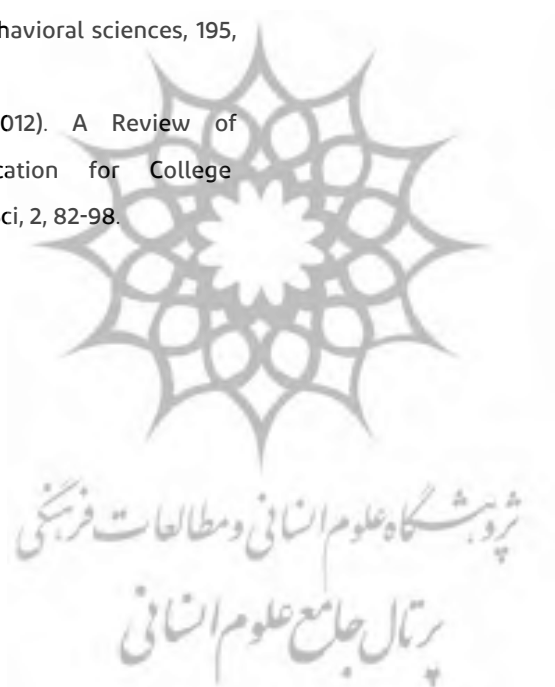 havioral sciences, 195,
012). A Review of
cation for College
ci, 2, 82-98.
پژوهشگاه علوم انسانی و مطالعات فرهنگی
پرتال جامع علوم انسانی